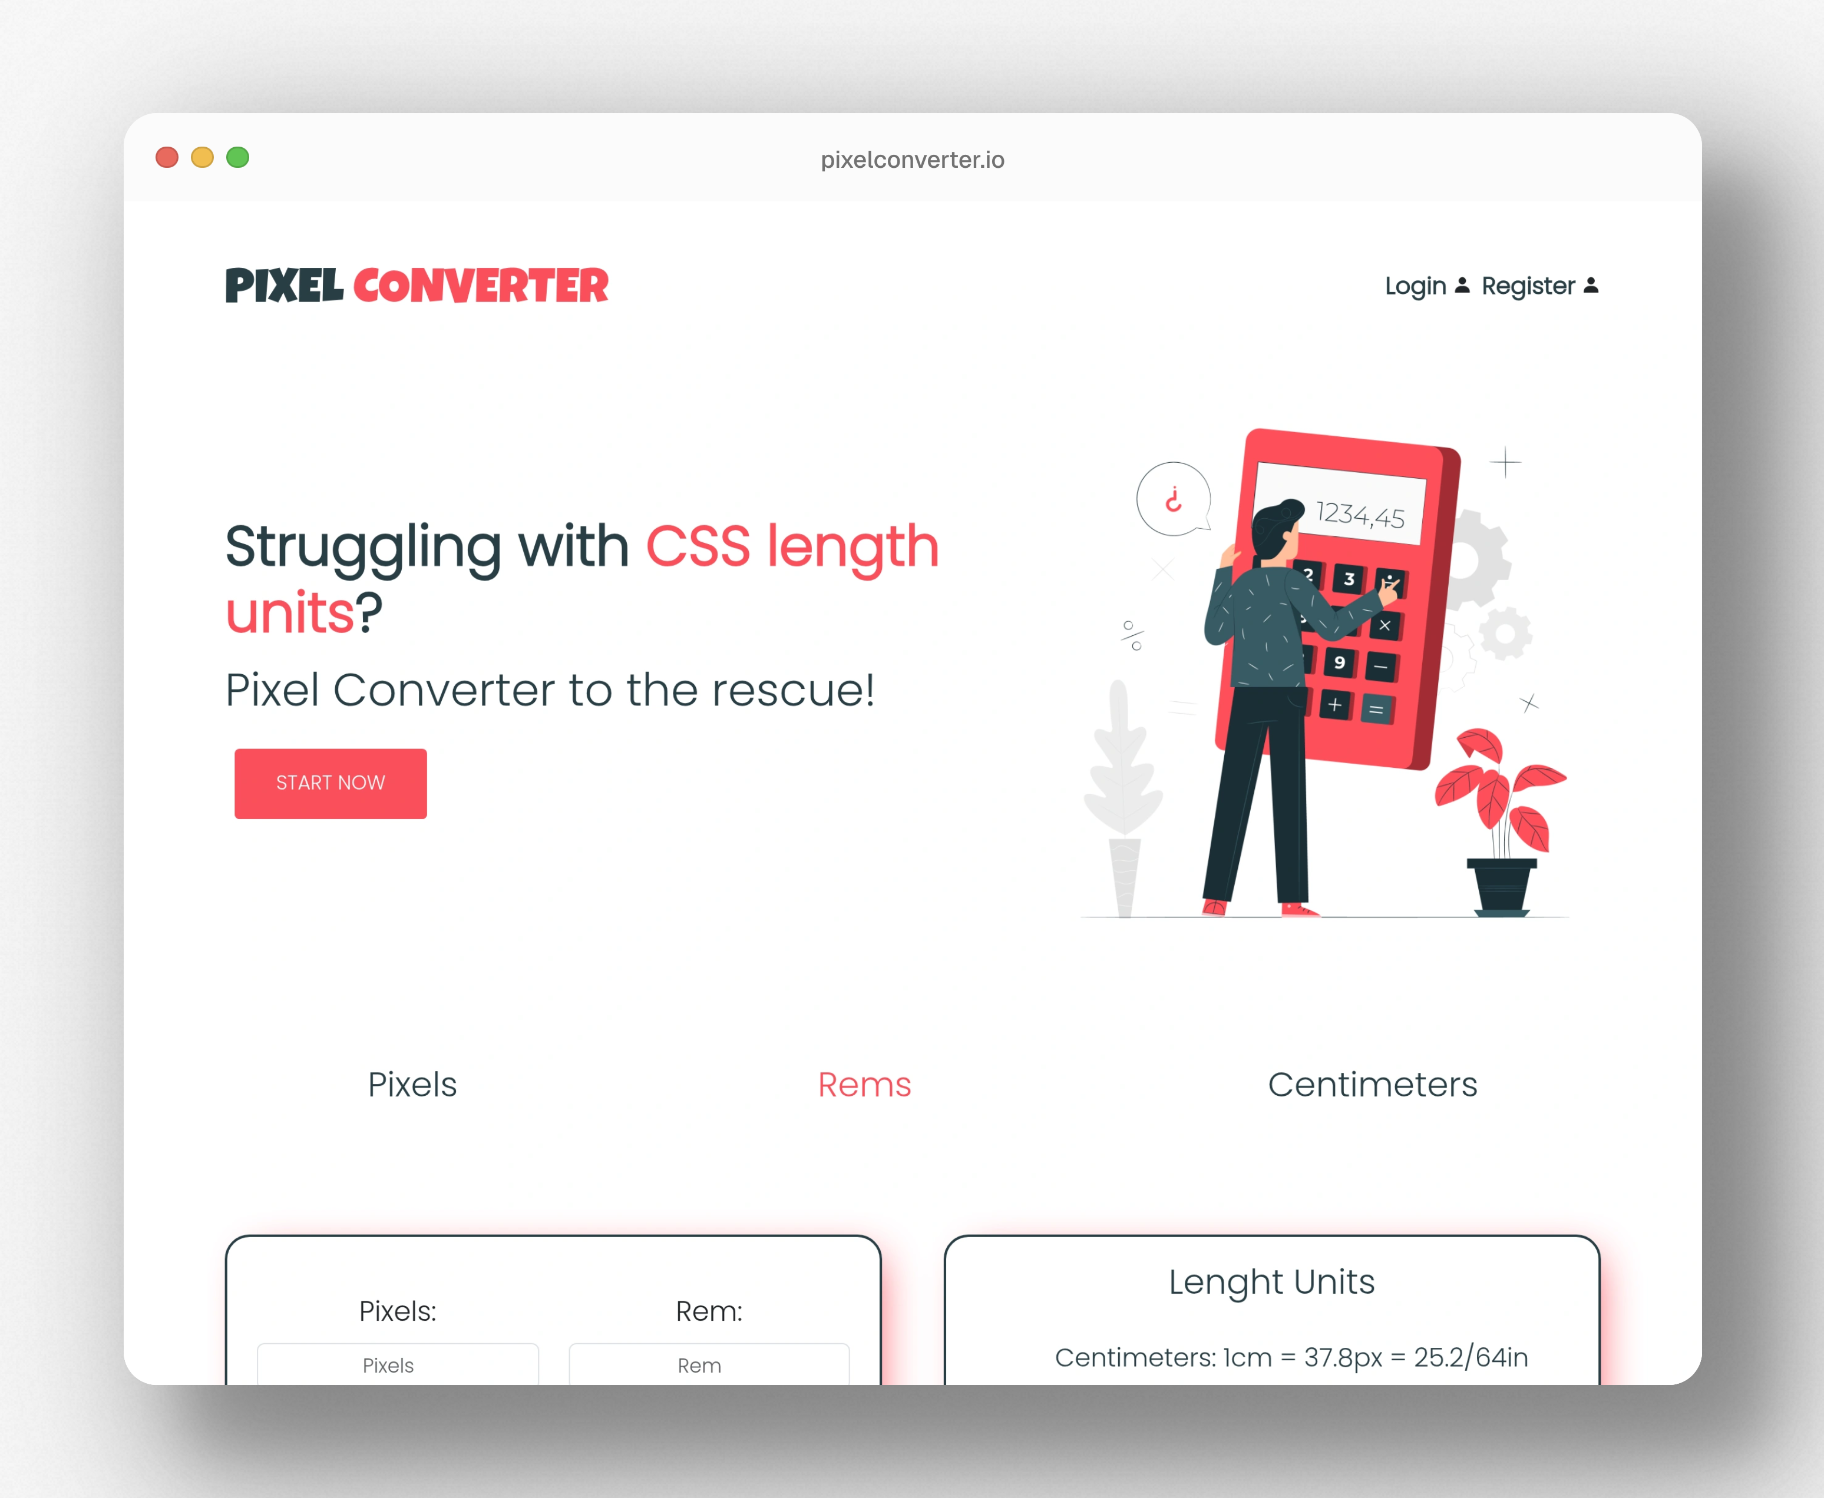 pixelconverter.io
PIXEL CONVERTER
Login Register
Struggling with CSS length
units?
Pixel Converter to the rescue!
START NOW
¿
1234,45
2 3 ÷
×
%
9 −
+ =
Pixels Rems Centimeters
Pixels: Rem:
Pixels Rem
Lenght Units
Centimeters: 1cm = 37.8px = 25.2/64in